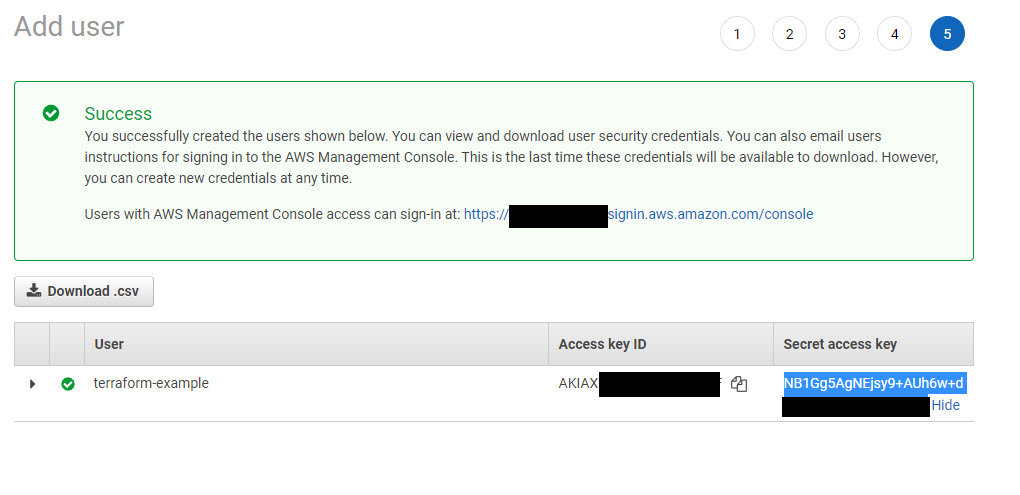 Add user
1 2 3 4 5
Success
You successfully created the users shown below. You can view and download user security credentials. You can also email users
instructions for signing in to the AWS Management Console. This is the last time these credentials will be available to download. However,
you can create new credentials at any time.
Users with AWS Management Console access can sign-in at: https:// signin.aws.amazon.com/console
Download .csv
User Access key ID Secret access key
terraform-example AKIAX NB1Gg5AgNEjsy9+AUh6w+d
Hide